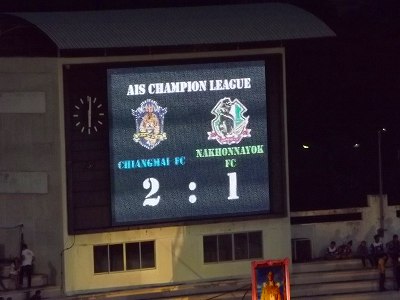 AIS CHAMPION LEAGUE
CHIANGMAI FC
NAKHONNAYOK
FC
2 : 1